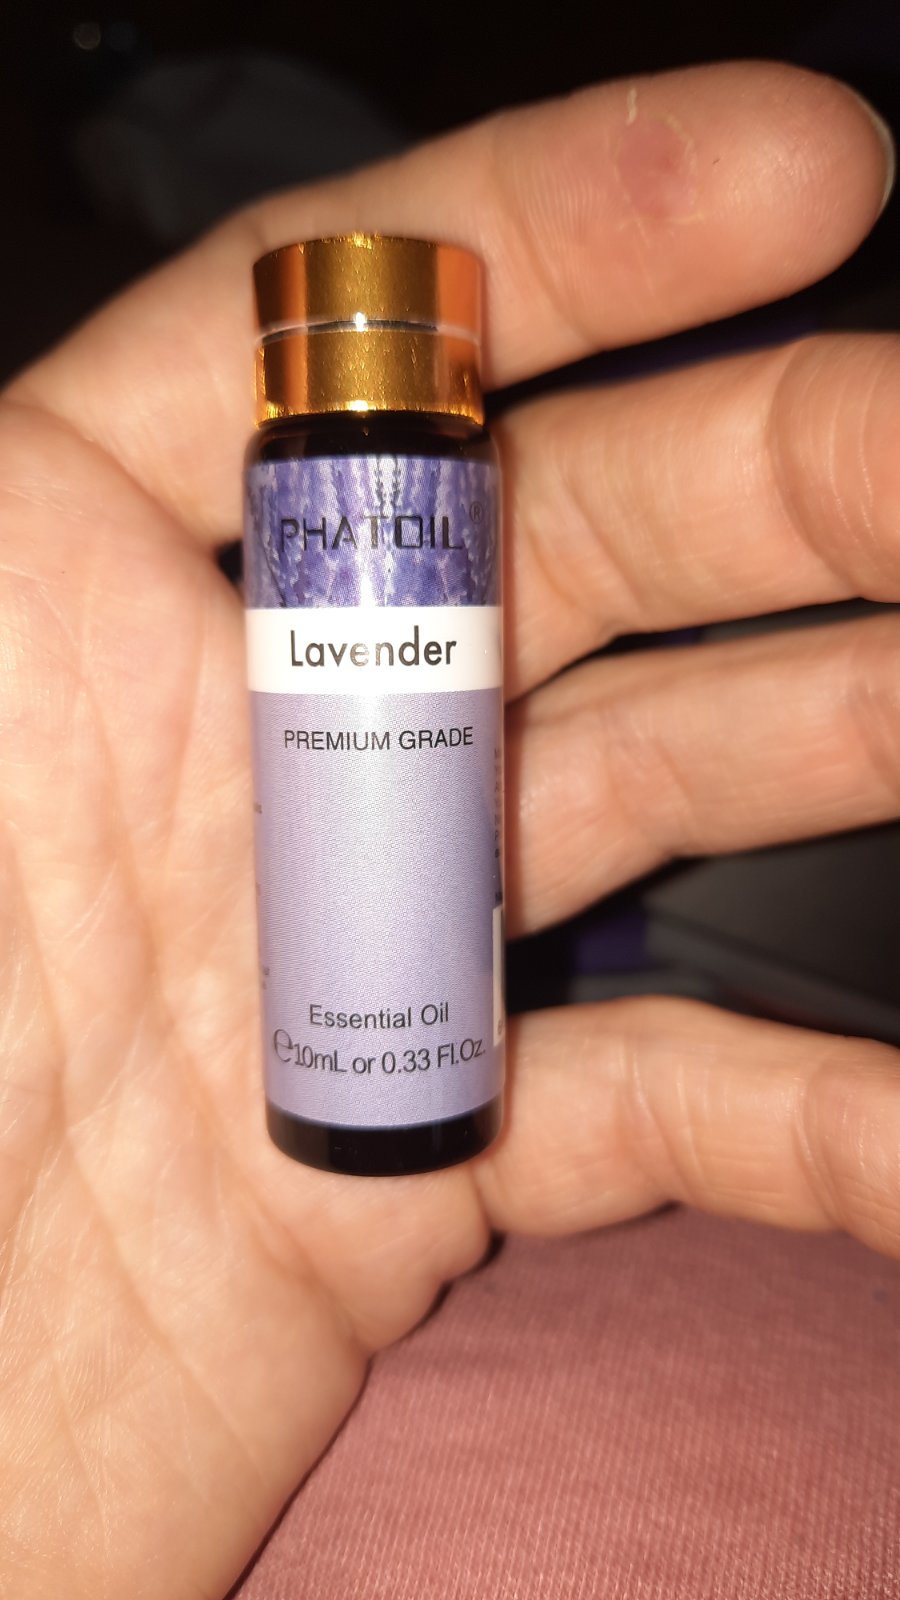 PHATOIL®
Lavender
PREMIUM GRADE
Essential Oil
℮10mL or 0.33 Fl.Oz.